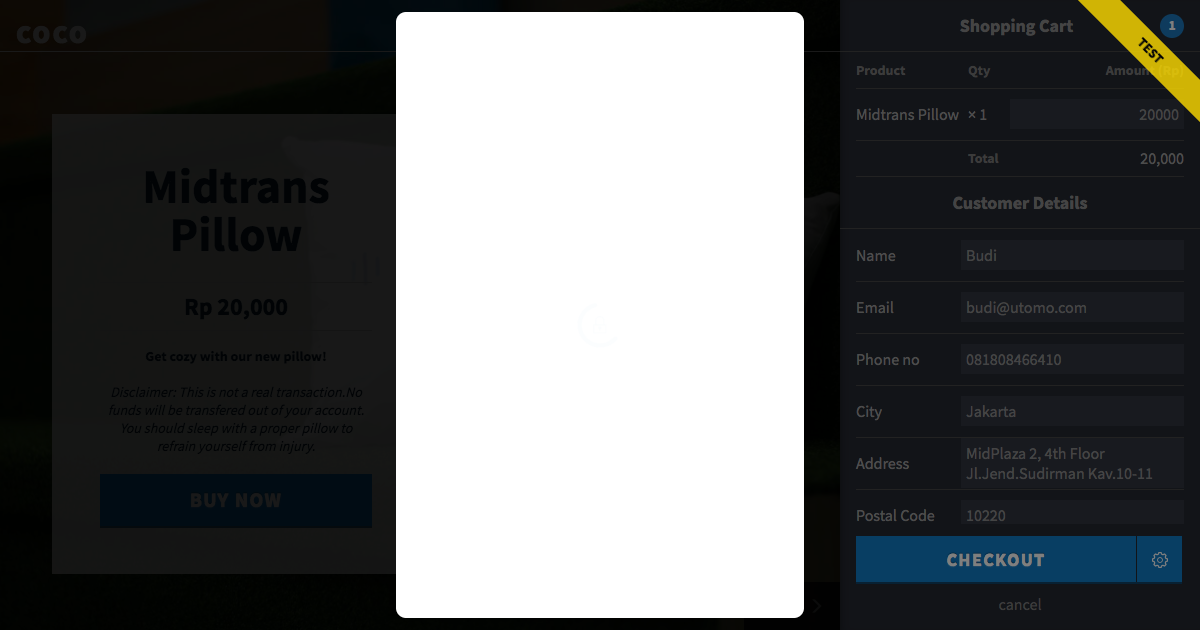 COCO
Midtrans
Pillow
Rp 20,000
Get cozy with our new pillow!
Disclaimer: This is not a real transaction.No
funds will be transfered out of your account.
You should sleep with a proper pillow to
refrain yourself from injury.
BUY NOW
Shopping Cart
1
TEST
Product Qty Amount (Rp)
Midtrans Pillow × 1 20000
Total 20,000
Customer Details
Name Budi
Email budi@utomo.com
Phone no 081808466410
City Jakarta
Address MidPlaza 2, 4th Floor
Jl.Jend.Sudirman Kav.10-11
Postal Code 10220
CHECKOUT
cancel